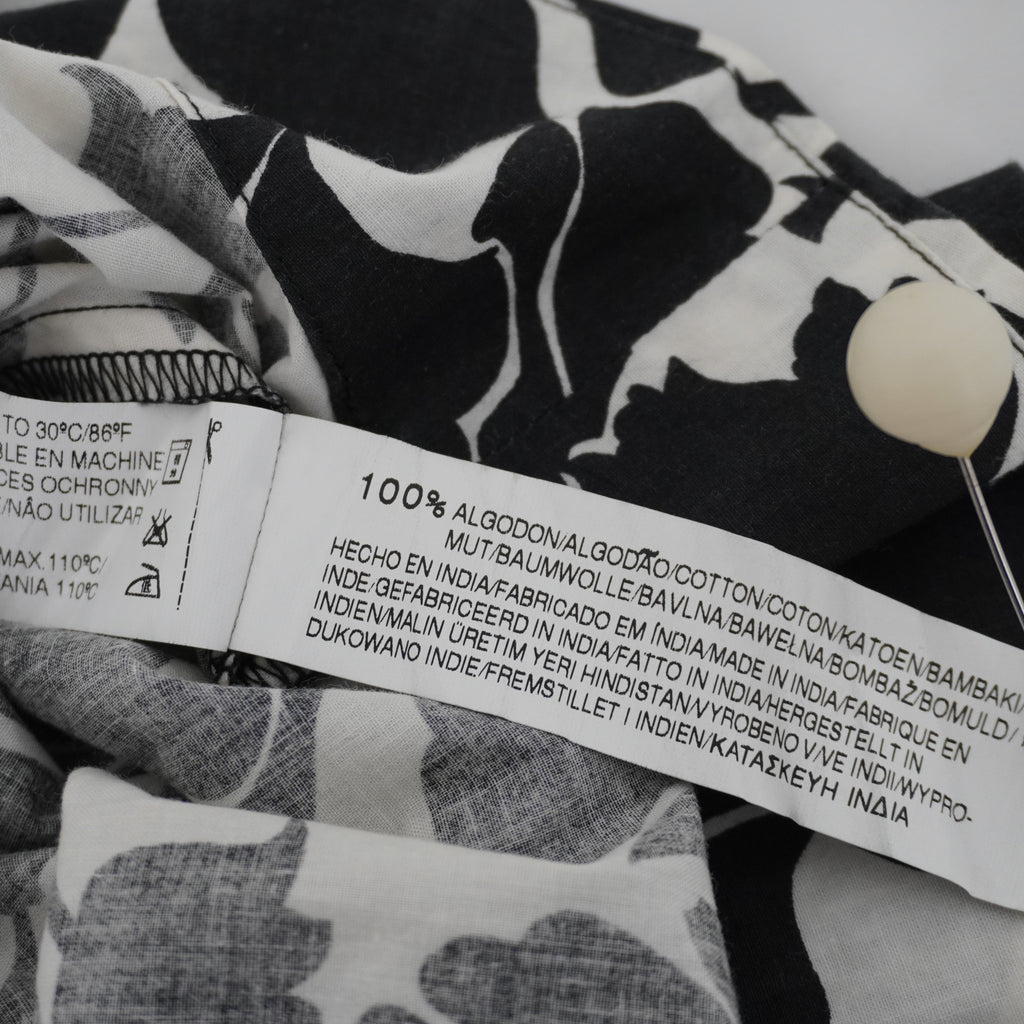 TO 30ºC/86ºF
BLE EN MACHINE
CES OCHRONNY
/NÂO UTILIZAR
MAX. 110ºC/
ANIA 110ºC
100% ALGODON/ALGODÃO/COTTON/COTON/KATOEN/BAMBAKI/
MUT/BAUMWOLLE/BAVLNA/BAWEŁNA/BOMBAŽ/BOMULD /
HECHO EN INDIA/FABRICADO EM ÍNDIA/MADE IN INDIA/FABRIQUE EN
INDE/GEFABRICEERD IN INDIA/FATTO IN INDIA/HERGESTELLT IN
INDIEN/MALIN ÜRETIM YERI HINDISTAN/VYROBENO V/VE INDII/WYPRO-
DUKOWANO INDIE/FREMSTILLET I INDIEN/ΚΑΤΑΣΚΕΥΗ ΙΝΔΙΑ